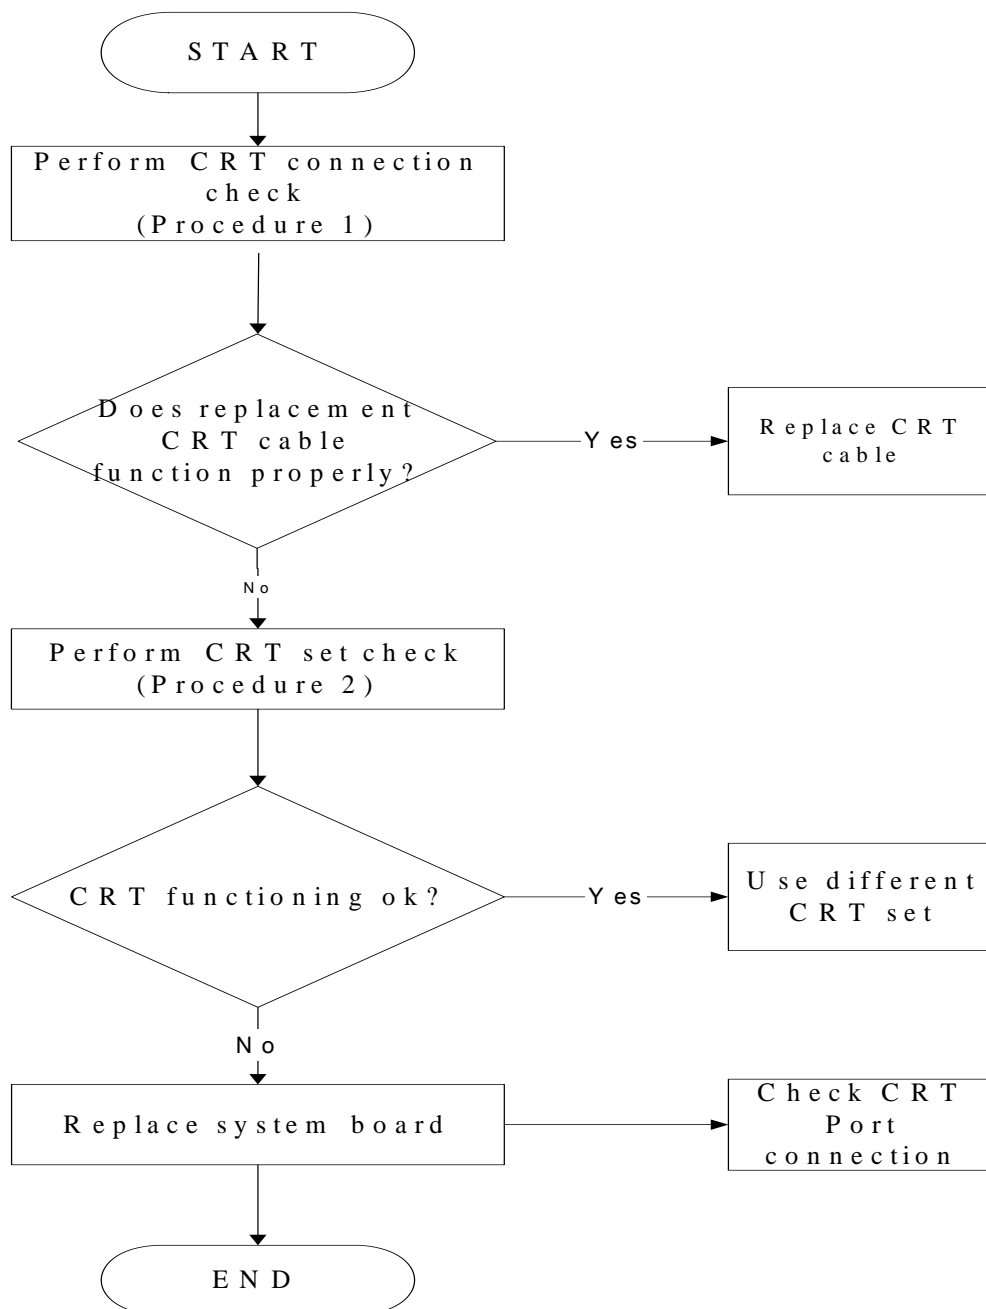 START
Perform CRT connection
check
(Procedure 1)
Does replacement
CRT cable
function properly?
Yes
Replace CRT
cable
No
Perform CRT set check
(Procedure 2)
CRT functioning ok?
Yes
Use different
CRT set
No
Replace system board
Check CRT
Port
connection
END